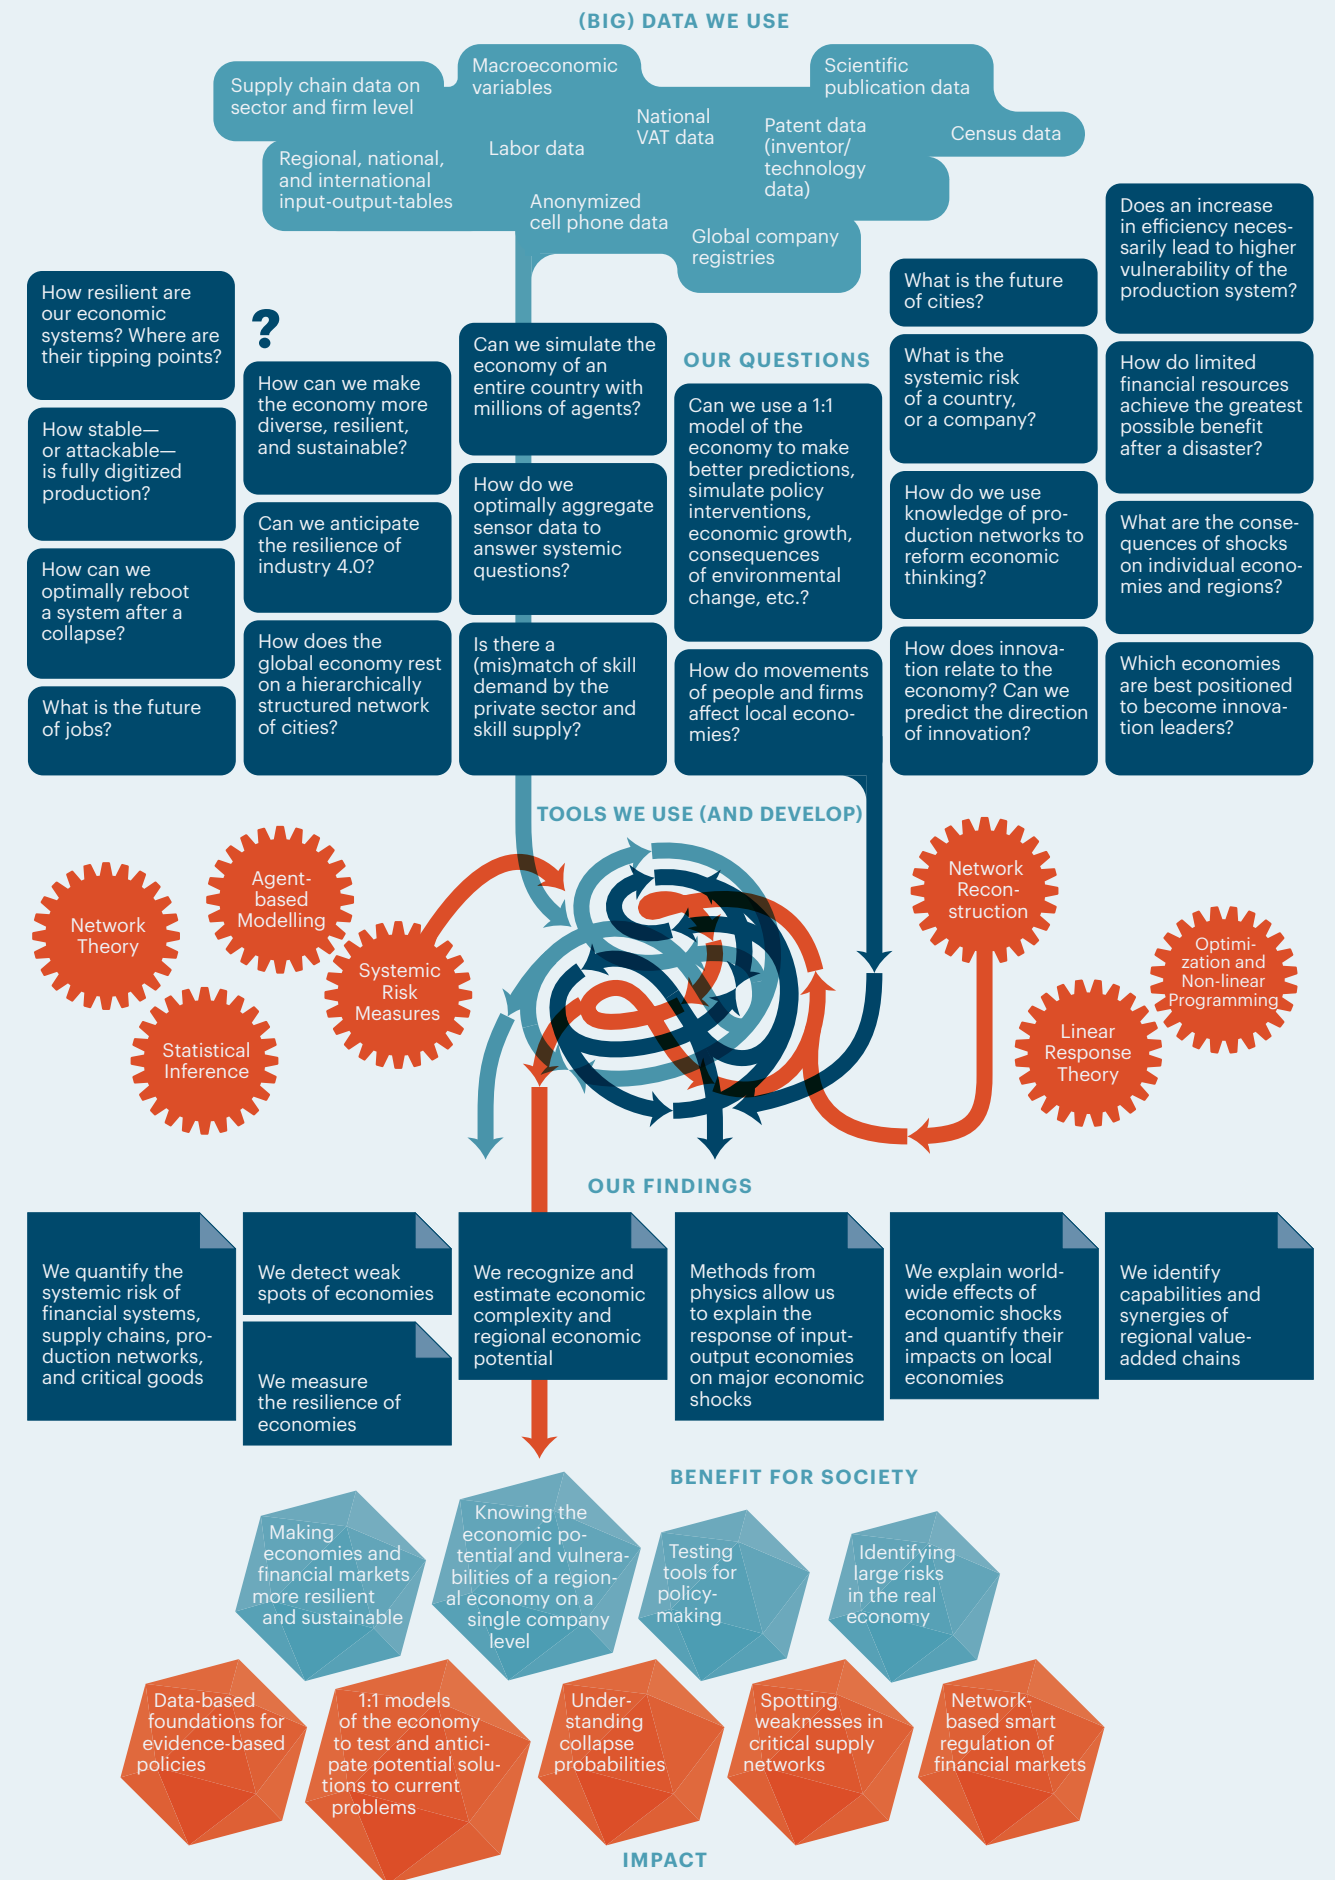 (BIG) DATA WE USE
Supply chain data on
sector and firm level
Macroeconomic
variables
Scientific
publication data
National
VAT data
Patent data
(inventor/
technology
data)
Census data
Labor data
Regional, national,
and international
input-output-tables
Anonymized
cell phone data
Global company
registries
How resilient are
our economic
systems? Where are
their tipping points?
How stable—
or attackable—
is fully digitized
production?
How can we
optimally reboot
a system after a
collapse?
What is the future
of jobs?
?
How can we make
the economy more
diverse, resilient,
and sustainable?
Can we anticipate
the resilience of
industry 4.0?
How does the
global economy rest
on a hierarchically
structured network
of cities?
Can we simulate the
economy of an
entire country with
millions of agents?
How do we
optimally aggregate
sensor data to
answer systemic
questions?
Is there a
(mis)match of skill
demand by the
private sector and
skill supply?
OUR QUESTIONS
Can we use a 1:1
model of the
economy to make
better predictions,
simulate policy
interventions,
economic growth,
consequences
of environmental
change, etc.?
How do movements
of people and firms
affect local econo-
mies?
What is the future
of cities?
What is the
systemic risk
of a country,
or a company?
How do we use
knowledge of pro-
duction networks to
reform economic
thinking?
How does innova-
tion relate to the
economy? Can we
predict the direction
of innovation?
Does an increase
in efficiency neces-
sarily lead to higher
vulnerability of the
production system?
How do limited
financial resources
achieve the greatest
possible benefit
after a disaster?
What are the conse-
quences of shocks
on individual econo-
mies and regions?
Which economies
are best positioned
to become innova-
tion leaders?
TOOLS WE USE (AND DEVELOP)
Network
Theory
Agent-
based
Modelling
Systemic
Risk
Measures
Statistical
Inference
Network
Recon-
struction
Optimi-
zation and
Non-linear
Programming
Linear
Response
Theory
OUR FINDINGS
We quantify the
systemic risk of
financial systems,
supply chains, pro-
duction networks,
and critical goods
We detect weak
spots of economies
We measure
the resilience of
economies
We recognize and
estimate economic
complexity and
regional economic
potential
Methods from
physics allow us
to explain the
response of input-
output economies
on major economic
shocks
We explain world-
wide effects of
economic shocks
and quantify their
impacts on local
economies
We identify
capabilities and
synergies of
regional value-
added chains
BENEFIT FOR SOCIETY
Making
economies and
financial markets
more resilient
and sustainable
Knowing the
economic po-
tential and vulnera-
bilities of a region-
al economy on a
single company
level
Testing
tools for
policy-
making
Identifying
large risks
in the real
economy
Data-based
foundations for
evidence-based
policies
1:1 models
of the economy
to test and antici-
pate potential solu-
tions to current
problems
Under-
standing
collapse
probabilities
Spotting
weaknesses in
critical supply
networks
Network-
based smart
regulation of
financial markets
IMPACT